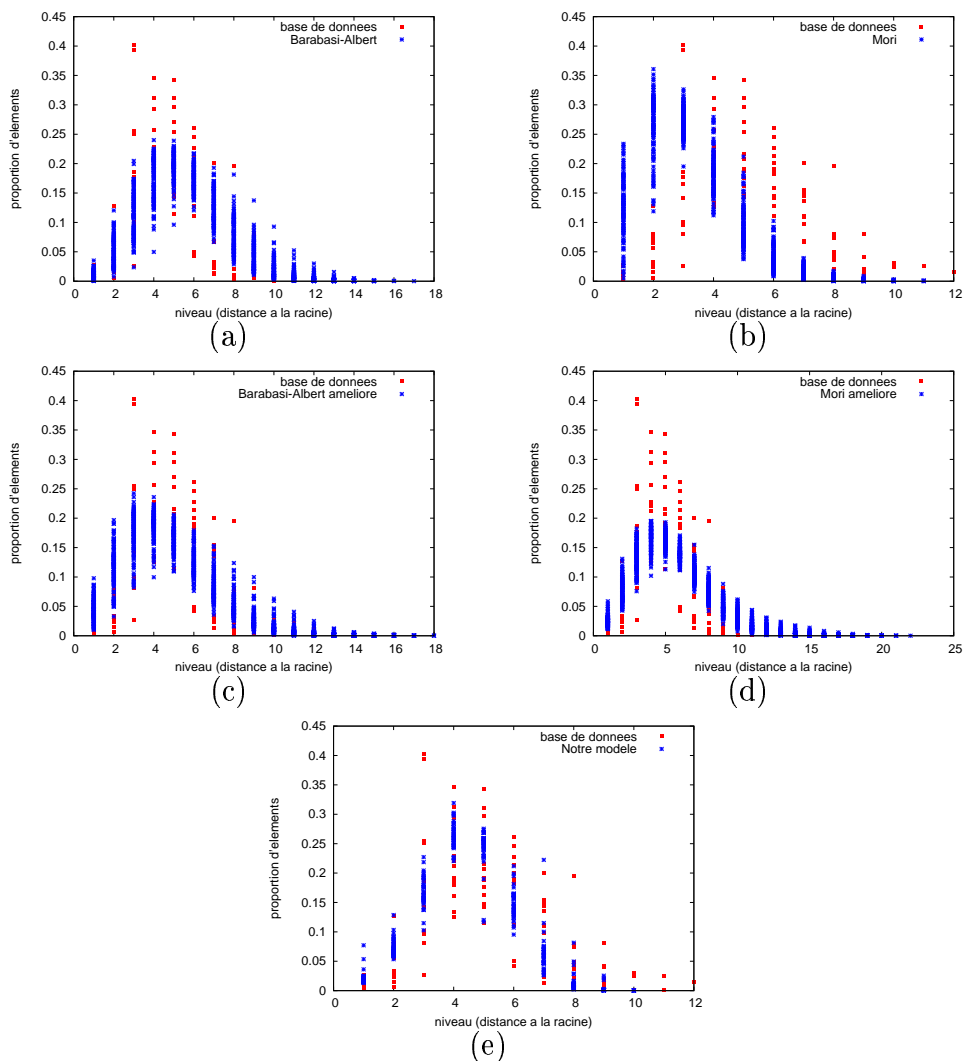 base de donnees
Barabasi-Albert
proportion d'elements
0.45
0.4
0.35
0.3
0.25
0.2
0.15
0.1
0.05
0
0 2 4 6 8 10 12 14 16 18
niveau (distance a la racine)
(a)
base de donnees
Mori
proportion d'elements
0.45
0.4
0.35
0.3
0.25
0.2
0.15
0.1
0.05
0
0 2 4 6 8 10 12
niveau (distance a la racine)
(b)
base de donnees
Barabasi-Albert ameliore
proportion d'elements
0.45
0.4
0.35
0.3
0.25
0.2
0.15
0.1
0.05
0
0 2 4 6 8 10 12 14 16 18
niveau (distance a la racine)
(c)
base de donnees
Mori ameliore
proportion d'elements
0.45
0.4
0.35
0.3
0.25
0.2
0.15
0.1
0.05
0
0 5 10 15 20 25
niveau (distance a la racine)
(d)
base de donnees
Notre modele
proportion d'elements
0.45
0.4
0.35
0.3
0.25
0.2
0.15
0.1
0.05
0
0 2 4 6 8 10 12
niveau (distance a la racine)
(e)